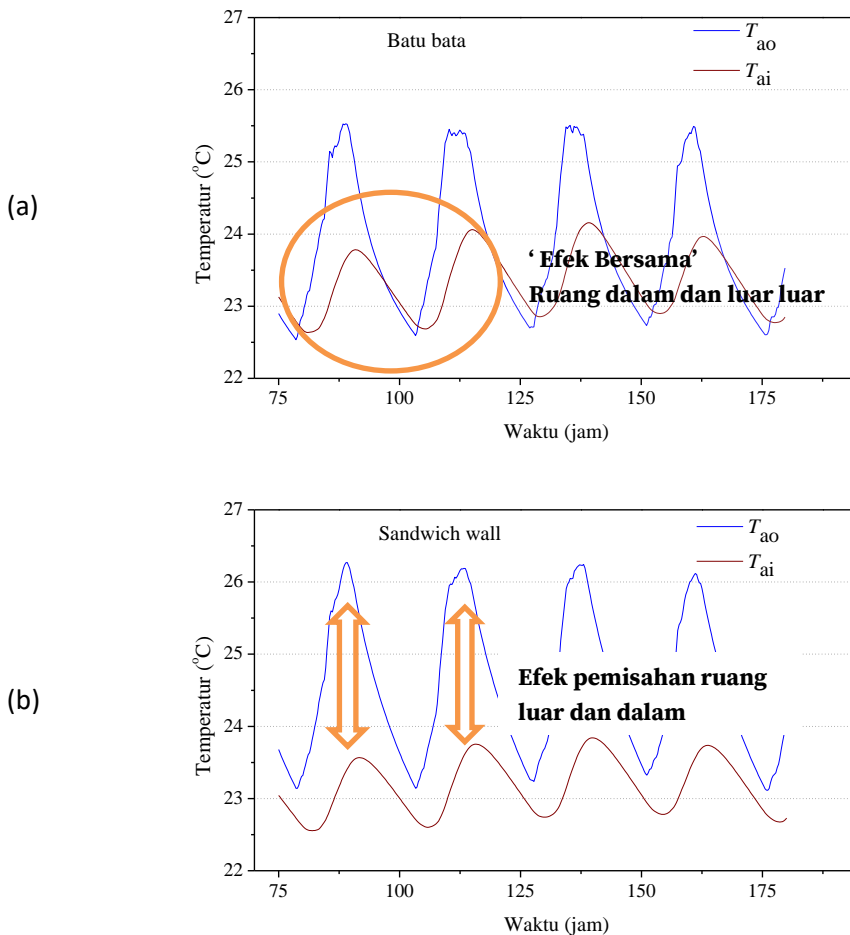 (a)
27
26
25
24
23
22
Temperatur (°C)
Batu bata
T_ao
T_ai
‘ Efek Bersama’
Ruang dalam dan luar luar
75 100 125 150 175
Waktu (jam)
(b)
27
26
25
24
23
22
Temperatur (°C)
Sandwich wall
T_ao
T_ai
Efek pemisahan ruang
luar dan dalam
75 100 125 150 175
Waktu (jam)